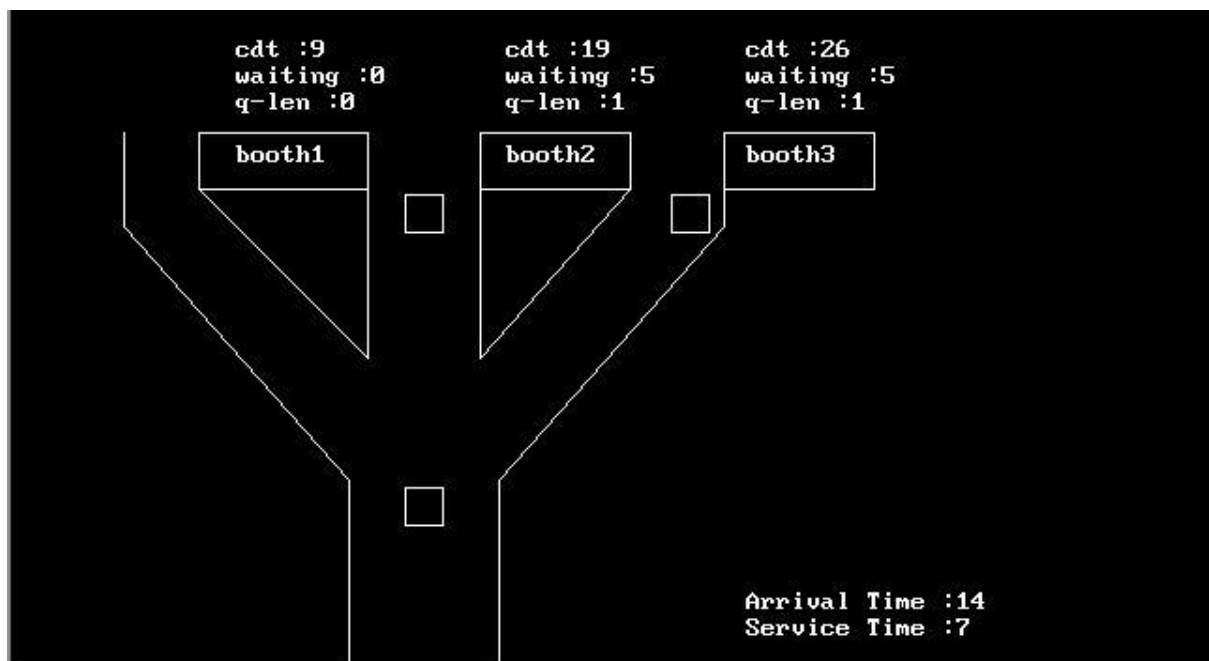 cdt :9
waiting :0
q-len :0
cdt :19
waiting :5
q-len :1
cdt :26
waiting :5
q-len :1
booth1
booth2
booth3
Arrival Time :14
Service Time :7